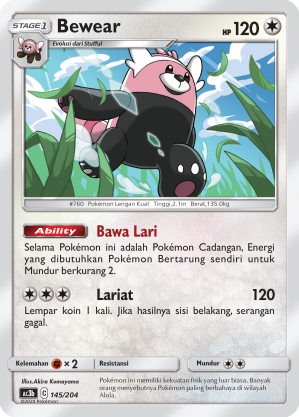 STAGE 1
Bewear
HP 120
Evolusi dari Stufful
#760 Pokémon Lengan Kuat Tinggi,2.1m Berat,135.0kg
Ability Bawa Lari
Selama Pokémon ini adalah Pokémon Cadangan, Energi
yang dibutuhkan Pokémon Bertarung sendiri untuk
Mundur berkurang 2.
Lariat 120
Lempar koin 1 kali. Jika hasilnya sisi belakang, serangan
gagal.
Kelemahan ×2 Resistansi Mundur
Illus.Akira Komayama
AC3b C 145/204
Pokémon ini memiliki kekuatan fisik yang luar biasa. Banyak
orang menyebutnya Pokémon paling berbahaya di wilayah
Alola.